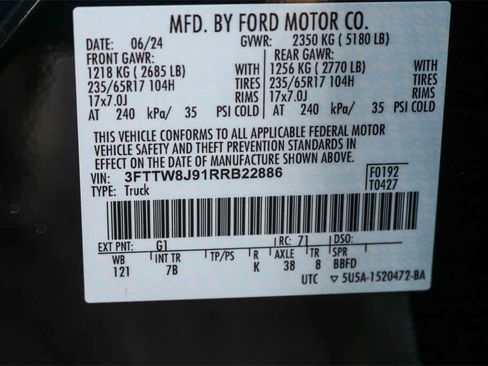 MFD. BY FORD MOTOR CO.
DATE: 06/24 GVWR: 2350 KG ( 5180 LB)
FRONT GAWR: REAR GAWR:
1218 KG ( 2685 LB) WITH 1256 KG ( 2770 LB) WITH
235/65R17 104H TIRES 235/65R17 104H TIRES
17x7.0J RIMS 17x7.0J RIMS
AT 240 kPa/ 35 PSI COLD AT 240 kPa/ 35 PSI COLD
THIS VEHICLE CONFORMS TO ALL APPLICABLE FEDERAL MOTOR
VEHICLE SAFETY AND THEFT PREVENTION STANDARDS IN
EFFECT ON THE DATE OF MANUFACTURE SHOWN ABOVE.
VIN: 3FTTW8J91RRB22886 F0192
TYPE: Truck T0427
EXT PNT: G1 RC: 71 DSO:
WB INT TR TP/PS R AXLE TR SPR
121 7B K 38 8 BBFD
UTC ▽ 5U5A-1520472-BA